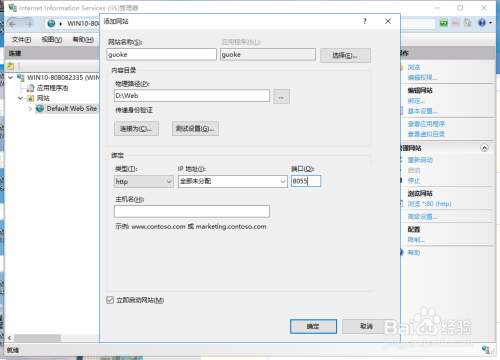 Internet Information Services (IIS)管理器
WIN10-80
文件(F) 视图(V) 帮助(H)
连接
WIN10-808082335 (WIN
应用程序池
网站
Default Web Site
就绪
添加网站
网站名称(S):
应用程序池(L):
guoke
guoke
选择(E)...
内容目录
物理路径(P):
D:\Web
...
传递身份验证
连接为(C)...
测试设置(G)...
绑定
类型(T):
IP 地址(I):
端口(O):
http
全部未分配
8055
主机名(H):
示例: www.contoso.com 或 marketing.contoso.com
立即启动网站(M)
确定
取消
操作
浏览
编辑权限...
编辑网站
绑定...
基本设置...
查看应用程序
查看虚拟目录
管理网站
重新启动
启动
停止
浏览网站
浏览 *:80 (http)
高级设置...
配置
限制...
帮助
Baidu 经验